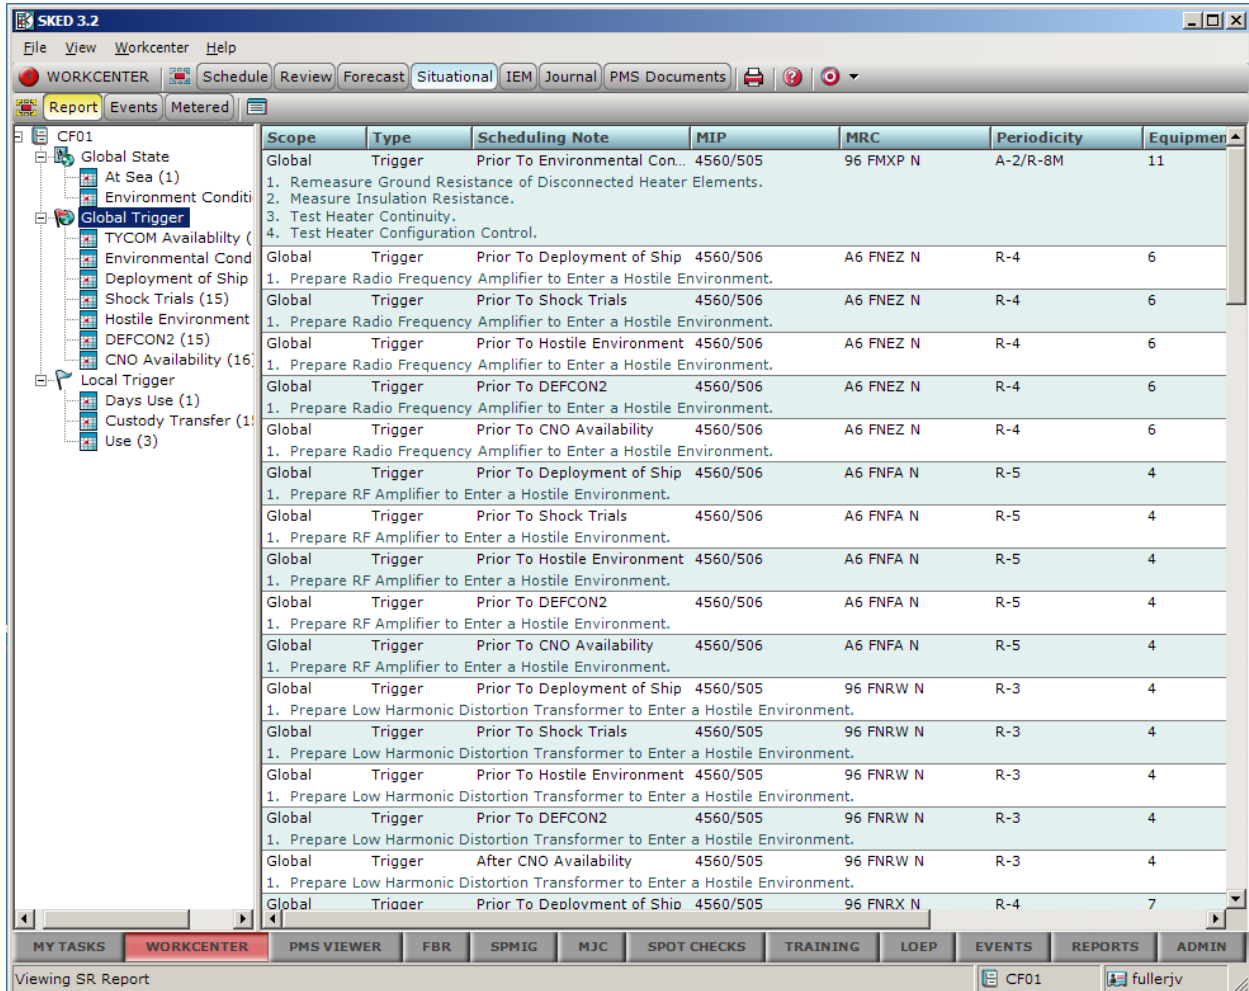 SKED 3.2
File View Workcenter Help
WORKCENTER Schedule Review Forecast Situational IEM Journal PMS Documents
Report Events Metered
CF01
Global State
At Sea (1)
Environment Conditi
Global Trigger
TYCOM Availablilty (
Environmental Cond
Deployment of Ship
Shock Trials (15)
Hostile Environment
DEFCON2 (15)
CNO Availability (16)
Local Trigger
Days Use (1)
Custody Transfer (15
Use (3)
Scope Type Scheduling Note MIP MRC Periodicity Equipmen
Global Trigger Prior To Environmental Con... 4560/505 96 FMXP N A-2/R-8M 11
1. Remeasure Ground Resistance of Disconnected Heater Elements.
2. Measure Insulation Resistance.
3. Test Heater Continuity.
4. Test Heater Configuration Control.
Global Trigger Prior To Deployment of Ship 4560/506 A6 FNEZ N R-4 6
1. Prepare Radio Frequency Amplifier to Enter a Hostile Environment.
Global Trigger Prior To Shock Trials 4560/506 A6 FNEZ N R-4 6
1. Prepare Radio Frequency Amplifier to Enter a Hostile Environment.
Global Trigger Prior To Hostile Environment 4560/506 A6 FNEZ N R-4 6
1. Prepare Radio Frequency Amplifier to Enter a Hostile Environment.
Global Trigger Prior To DEFCON2 4560/506 A6 FNEZ N R-4 6
1. Prepare Radio Frequency Amplifier to Enter a Hostile Environment.
Global Trigger Prior To CNO Availability 4560/506 A6 FNEZ N R-4 6
1. Prepare Radio Frequency Amplifier to Enter a Hostile Environment.
Global Trigger Prior To Deployment of Ship 4560/506 A6 FNFA N R-5 4
1. Prepare RF Amplifier to Enter a Hostile Environment.
Global Trigger Prior To Shock Trials 4560/506 A6 FNFA N R-5 4
1. Prepare RF Amplifier to Enter a Hostile Environment.
Global Trigger Prior To Hostile Environment 4560/506 A6 FNFA N R-5 4
1. Prepare RF Amplifier to Enter a Hostile Environment.
Global Trigger Prior To DEFCON2 4560/506 A6 FNFA N R-5 4
1. Prepare RF Amplifier to Enter a Hostile Environment.
Global Trigger Prior To CNO Availability 4560/506 A6 FNFA N R-5 4
1. Prepare RF Amplifier to Enter a Hostile Environment.
Global Trigger Prior To Deployment of Ship 4560/505 96 FNRW N R-3 4
1. Prepare Low Harmonic Distortion Transformer to Enter a Hostile Environment.
Global Trigger Prior To Shock Trials 4560/505 96 FNRW N R-3 4
1. Prepare Low Harmonic Distortion Transformer to Enter a Hostile Environment.
Global Trigger Prior To Hostile Environment 4560/505 96 FNRW N R-3 4
1. Prepare Low Harmonic Distortion Transformer to Enter a Hostile Environment.
Global Trigger Prior To DEFCON2 4560/505 96 FNRW N R-3 4
1. Prepare Low Harmonic Distortion Transformer to Enter a Hostile Environment.
Global Trigger After CNO Availability 4560/505 96 FNRW N R-3 4
1. Prepare Low Harmonic Distortion Transformer to Enter a Hostile Environment.
Global Trigger Prior To Deployment of Ship 4560/505 96 FNRX N R-4 7
MY TASKS WORKCENTER PMS VIEWER FBR SPMIG MJC SPOT CHECKS TRAINING LOEP EVENTS REPORTS ADMIN
Viewing SR Report CF01 fullerjv